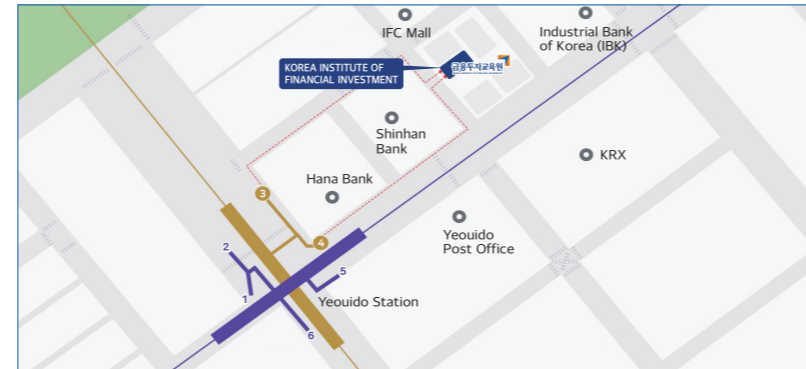 IFC Mall
Industrial Bank
of Korea (IBK)
KOREA INSTITUTE OF
FINANCIAL INVESTMENT
금융투자교육원
Shinhan
Bank
KRX
Hana Bank
3
Yeouido
Post Office
4
2
5
1
Yeouido Station
6